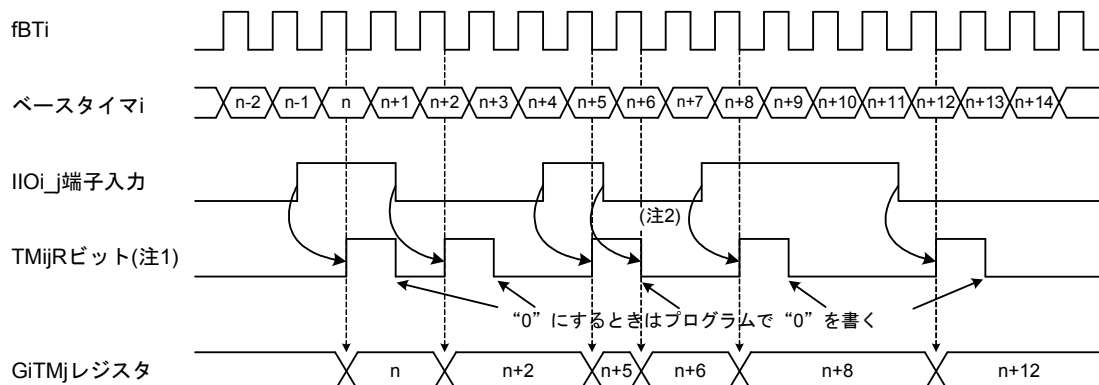 fBTi
ベースタイマi
n-2 n-1 n n+1 n+2 n+3 n+4 n+5 n+6 n+7 n+8 n+9 n+10 n+11 n+12 n+13 n+14
IIOi_j端子入力
(注2)
TMijRビット(注1)
“0”にするときはプログラムで“0”を書く
GiTMjレジスタ
n n+2 n+5 n+6 n+8 n+12